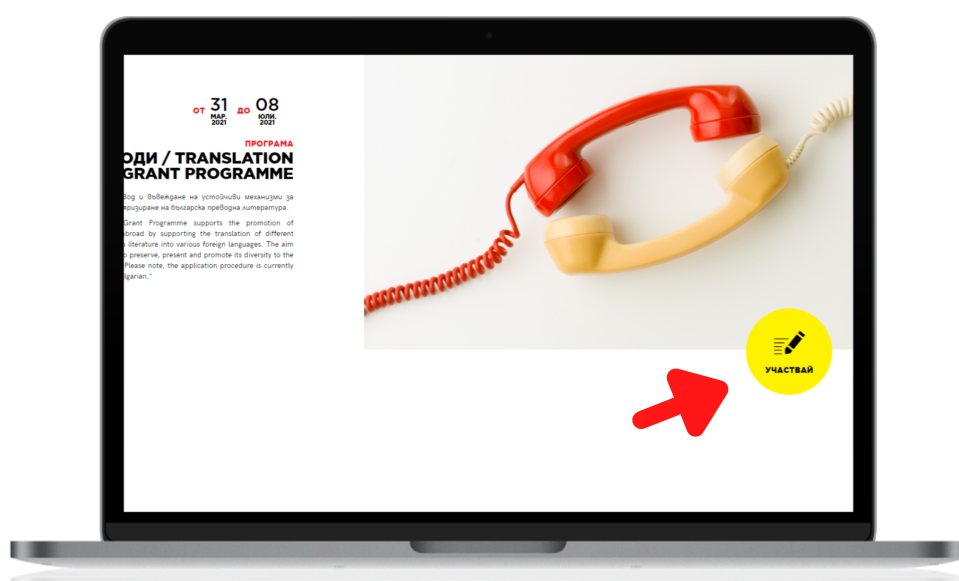 от 31 до 08
МАР. ЮЛИ.
2021 2021
ПРОГРАМА
ОДИ / TRANSLATION
GRANT PROGRAMME
вод и въвеждане на устойчиви механизми за
ризиране на българска преводна литература.
Grant Programme supports the promotion of
broad by supporting the translation of different
literature into various foreign languages. The aim
o preserve, present and promote its diversity to the
Please note, the application procedure is currently
lgarian."
УЧАСТВАЙ